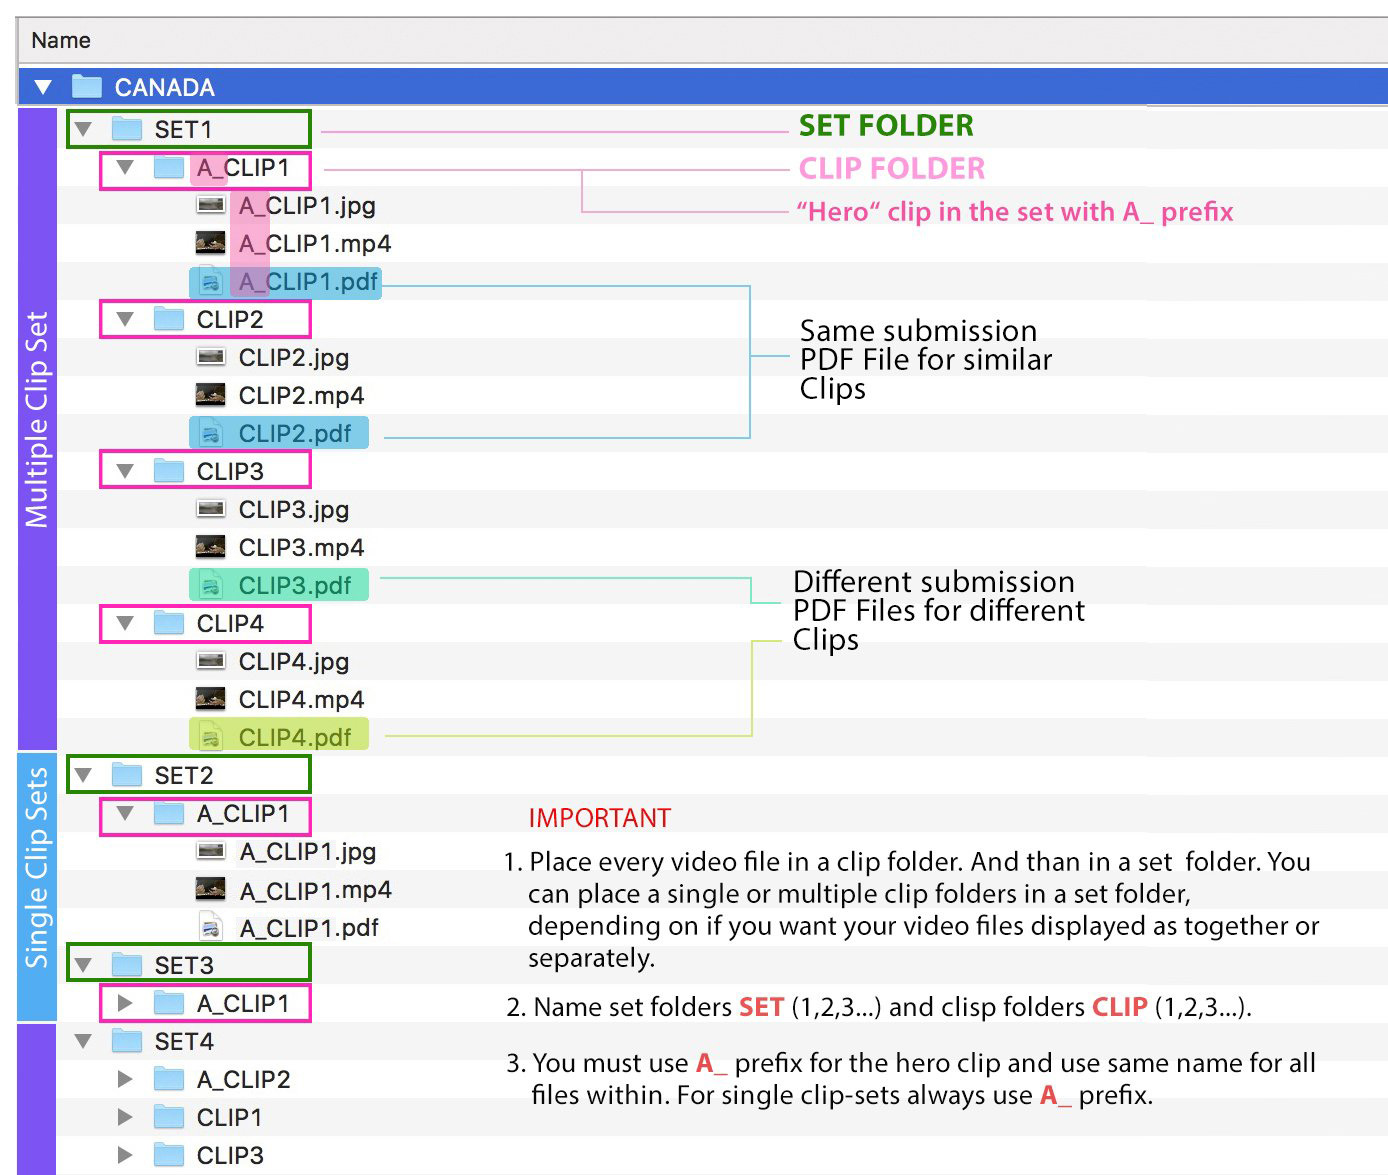 Name
CANADA
SET1
SET FOLDER
A_CLIP1
CLIP FOLDER
A_CLIP1.jpg
“Hero“ clip in the set with A_ prefix
A_CLIP1.mp4
A_CLIP1.pdf
CLIP2
Same submission
PDF File for similar
Clips
CLIP2.jpg
CLIP2.mp4
CLIP2.pdf
Multiple Clip Set
CLIP3
CLIP3.jpg
CLIP3.mp4
CLIP3.pdf
Different submission
PDF Files for different
Clips
CLIP4
CLIP4.jpg
CLIP4.mp4
CLIP4.pdf
SET2
A_CLIP1
A_CLIP1.jpg
A_CLIP1.mp4
A_CLIP1.pdf
Single Clip Sets
SET3
A_CLIP1
SET4
A_CLIP2
CLIP1
CLIP3
IMPORTANT
1. Place every video file in a clip folder. And than in a set folder. You
can place a single or multiple clip folders in a set folder,
depending on if you want your video files displayed as together or
separately.
2. Name set folders SET (1,2,3...) and clisp folders CLIP (1,2,3...).
3. You must use A_ prefix for the hero clip and use same name for all
files within. For single clip-sets always use A_ prefix.